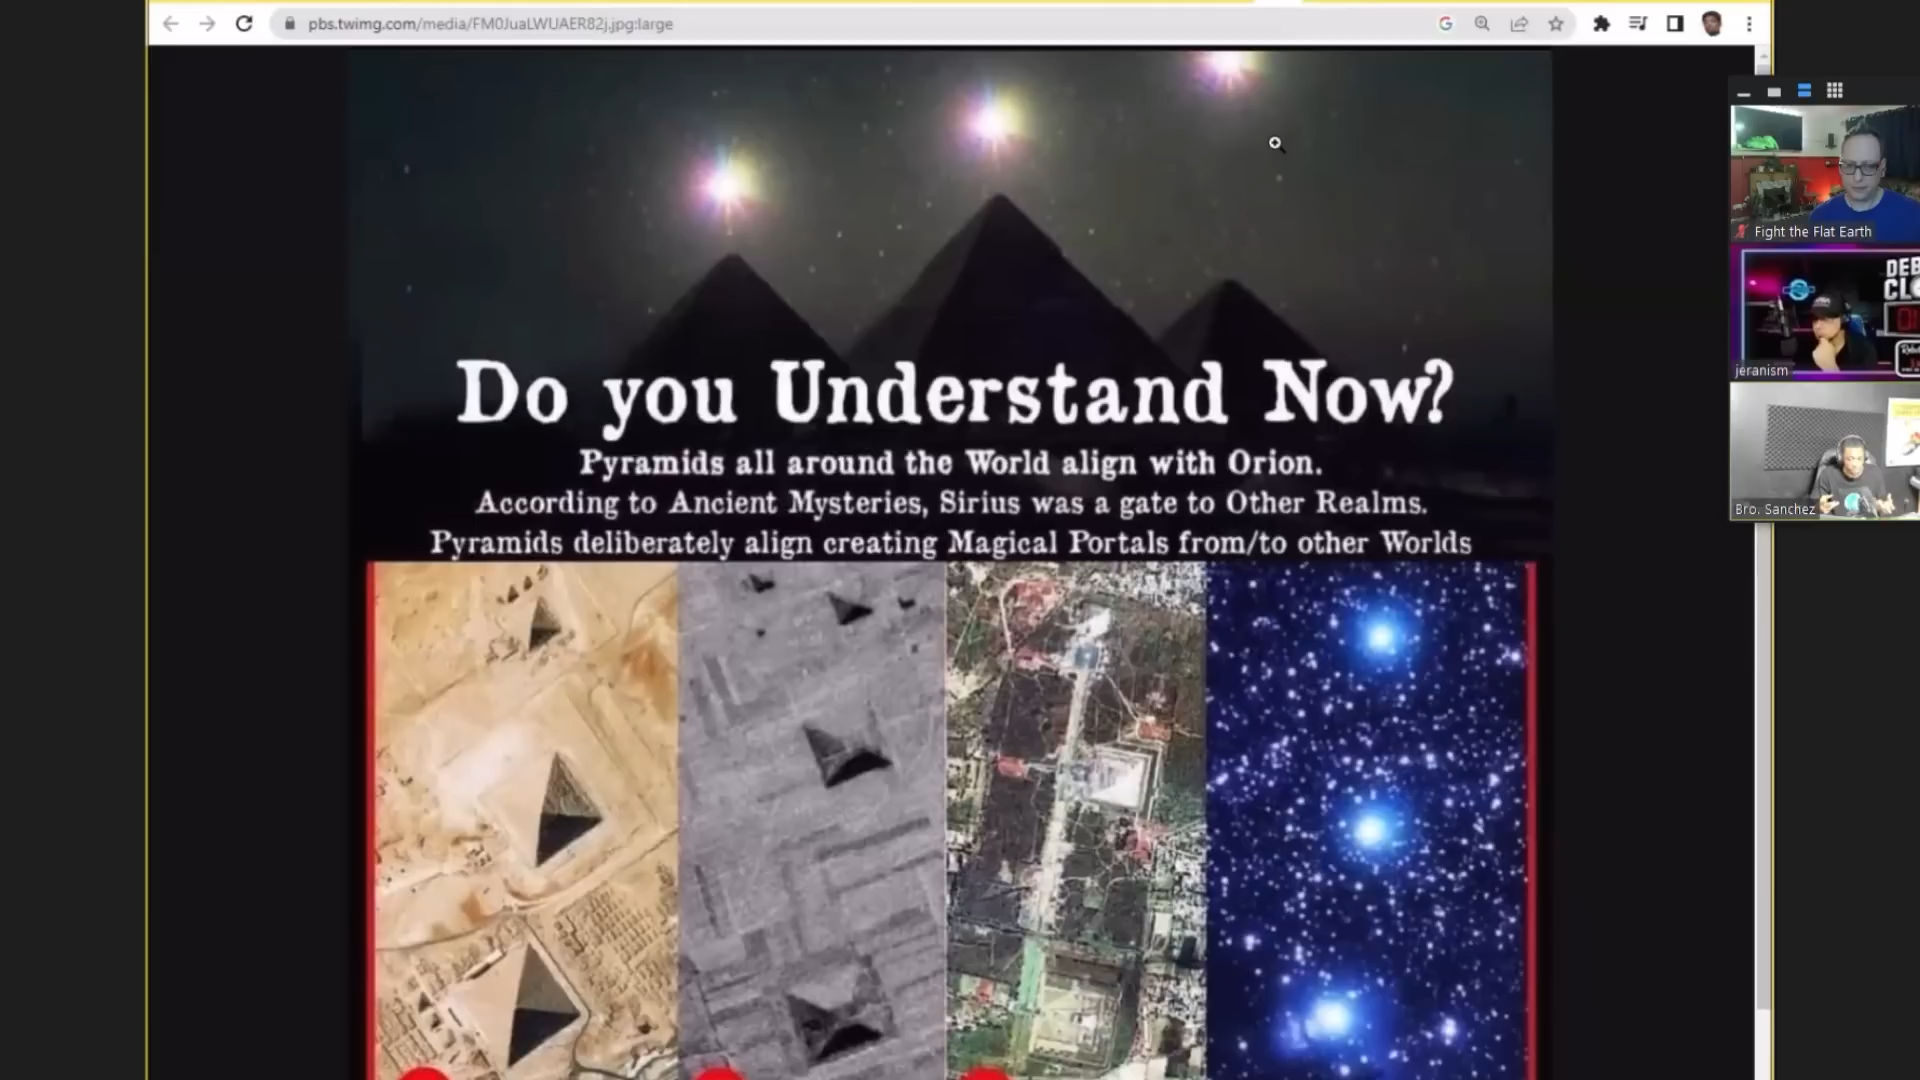 pbs.twimg.com/media/FM0JuaLWUAER82j.jpg:large
Do you Understand Now?
Pyramids all around the World align with Orion.
According to Ancient Mysteries, Sirius was a gate to Other Realms.
Pyramids deliberately align creating Magical Portals from/to other Worlds
Fight the Flat Earth
DEB
CL
jeranism
Bro. Sanchez